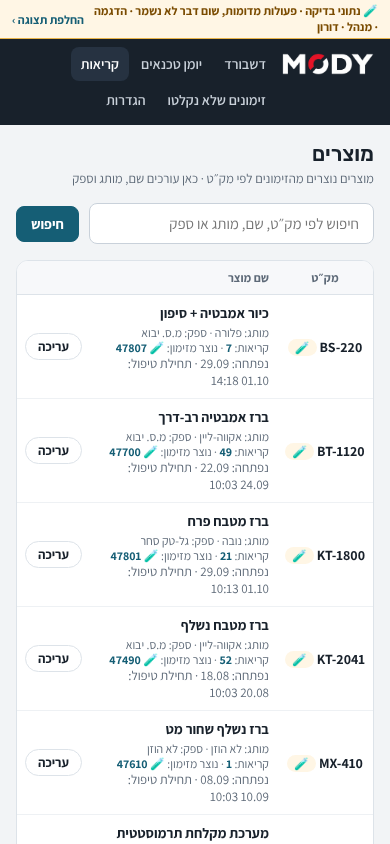 🧪 נתוני בדיקה · פעולות מדומות, שום דבר לא נשמר · הדגמה
· מנהל · דורון
החלפת תצוגה ›
MODY
דשבורד
יומן טכנאים
קריאות
זימונים שלא נקלטו
הגדרות
מוצרים
מוצרים נוצרים מהזימונים לפי מק״ט · כאן עורכים שם, מותג וספק
חיפוש לפי מק״ט, שם, מותג או ספק
חיפוש
מק״ט
שם מוצר
BS-220 🧪
כיור אמבטיה + סיפון
מותג: פלורה · ספק: מ.ס. יבוא
קריאות: 7 · נוצר מזימון: 🧪 47807
נפתחה: 29.09 · תחילת טיפול:
01.10 14:18
עריכה
BT-1120 🧪
ברז אמבטיה רב-דרך
מותג: אקווה-ליין · ספק: מ.ס. יבוא
קריאות: 49 · נוצר מזימון: 🧪 47700
נפתחה: 22.09 · תחילת טיפול:
24.09 10:03
עריכה
KT-1800 🧪
ברז מטבח פרח
מותג: נובה · ספק: גל-טק סחר
קריאות: 21 · נוצר מזימון: 🧪 47801
נפתחה: 29.09 · תחילת טיפול:
01.10 10:13
עריכה
KT-2041 🧪
ברז מטבח נשלף
מותג: אקווה-ליין · ספק: מ.ס. יבוא
קריאות: 52 · נוצר מזימון: 🧪 47490
נפתחה: 18.08 · תחילת טיפול:
20.08 10:03
עריכה
MX-410 🧪
ברז נשלף שחור מט
מותג: לא הוזן · ספק: לא הוזן
קריאות: 1 · נוצר מזימון: 🧪 47610
נפתחה: 08.09 · תחילת טיפול:
10.09 10:03
עריכה
מערכת מקלחת תרמוסטטית